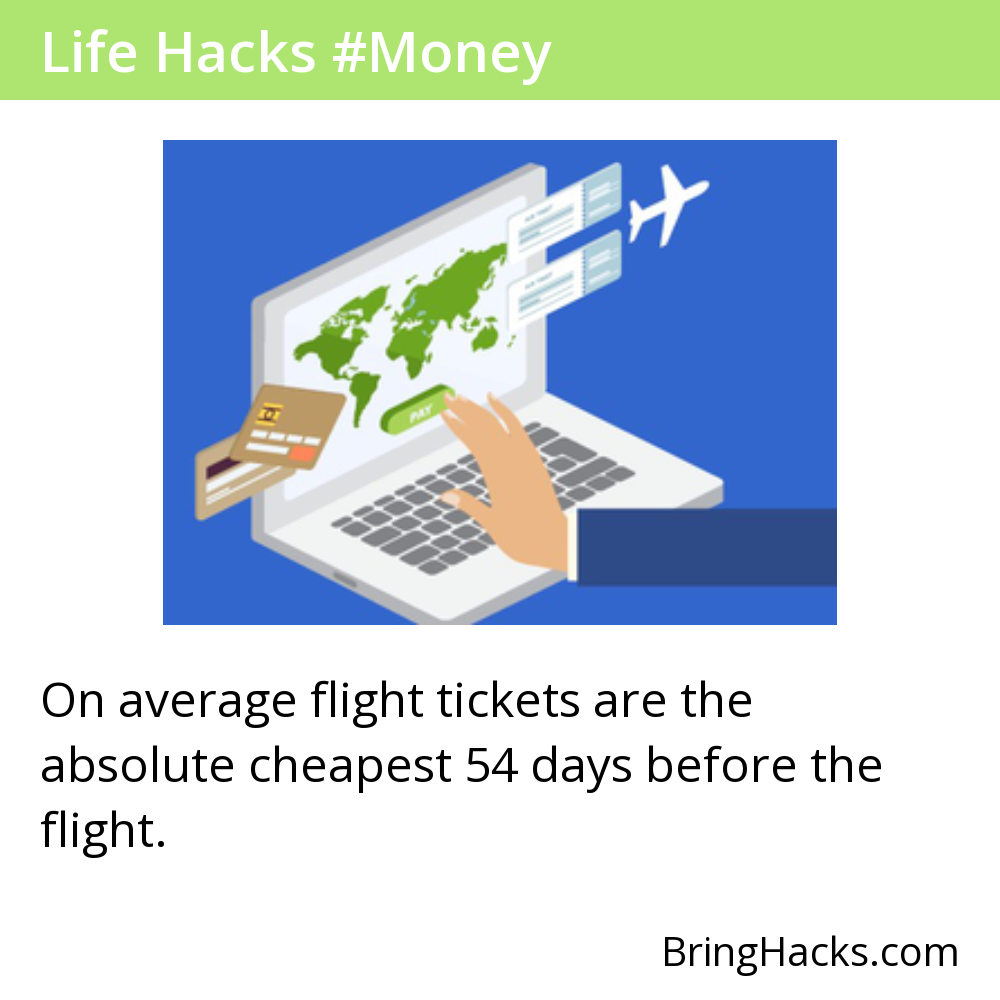 Life Hacks #Money
PAY
On average flight tickets are the
absolute cheapest 54 days before the
flight.
BringHacks.com